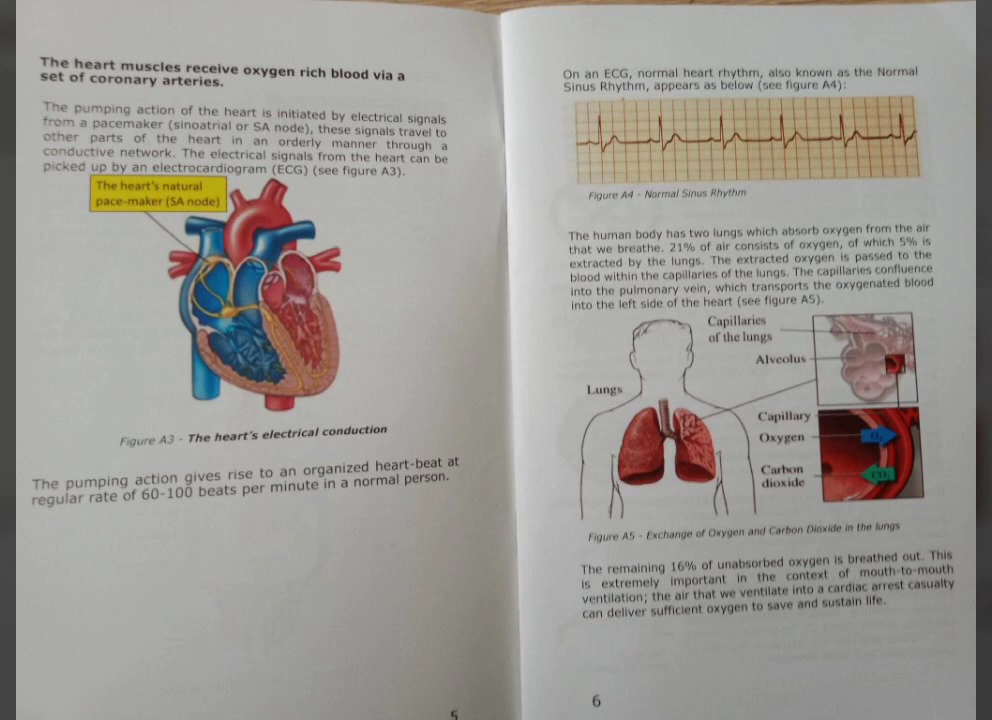 The heart muscles receive oxygen rich blood via a
set of coronary arteries.
The pumping action of the heart is initiated by electrical signals
from a pacemaker (sinoatrial or SA node), these signals travel to
other parts of the heart in an orderly manner through a
conductive network. The electrical signals from the heart can be
picked up by an electrocardiogram (ECG) (see figure A3).
The heart's natural
pace-maker (SA node)
Figure A3 - The heart's electrical conduction
The pumping action gives rise to an organized heart-beat at
regular rate of 60-100 beats per minute in a normal person.
5
On an ECG, normal heart rhythm, also known as the Normal
Sinus Rhythm, appears as below (see figure A4):
Figure A4 - Normal Sinus Rhythm
The human body has two lungs which absorb oxygen from the air
that we breathe. 21% of air consists of oxygen, of which 5% is
extracted by the lungs. The extracted oxygen is passed to the
blood within the capillaries of the lungs. The capillaries confluence
into the pulmonary vein, which transports the oxygenated blood
into the left side of the heart (see figure A5).
Capillaries
of the lungs
Alveolus
Lungs
Capillary
Oxygen
O₂
Carbon
dioxide
CO₂
Figure A5 - Exchange of Oxygen and Carbon Dioxide in the lungs
The remaining 16% of unabsorbed oxygen is breathed out. This
is extremely important in the context of mouth-to-mouth
ventilation; the air that we ventilate into a cardiac arrest casualty
can deliver sufficient oxygen to save and sustain life.
6